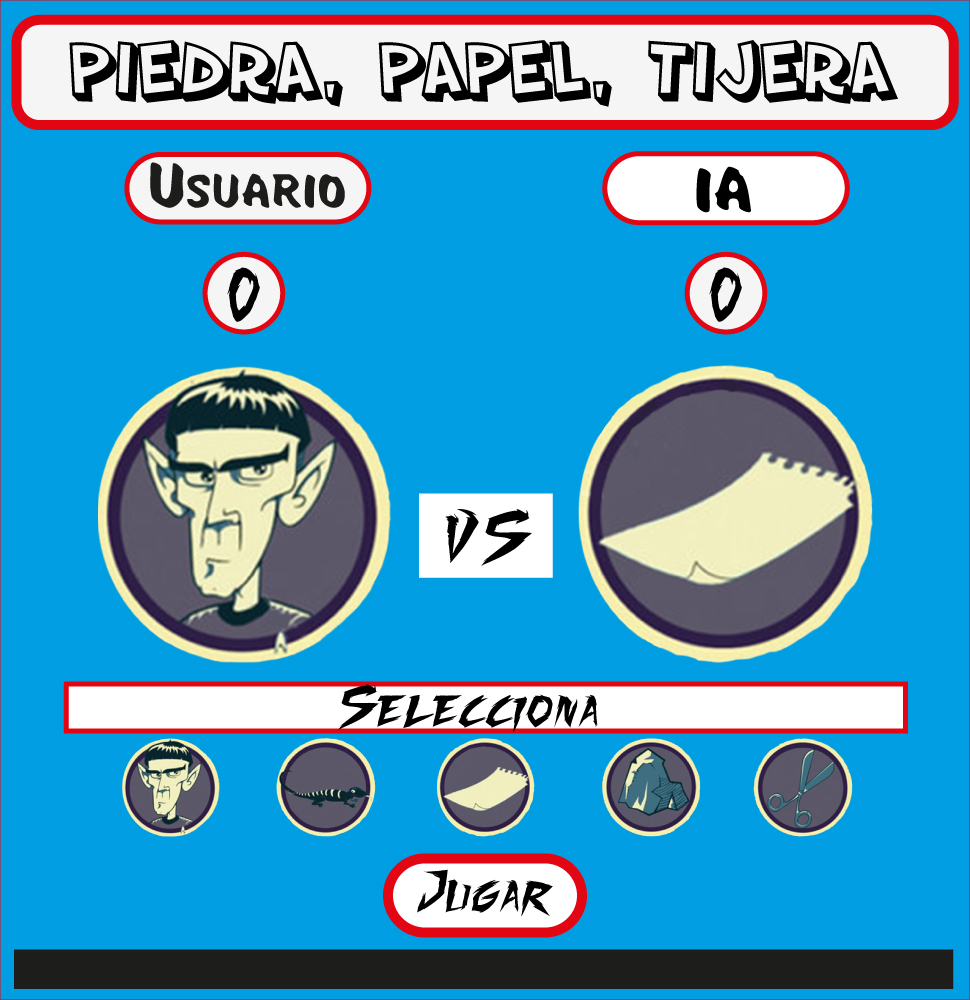 PIEDRA, PAPEL, TIJERA
USUARIO
IA
0
0
VS
SELECCIONA
JUGAR